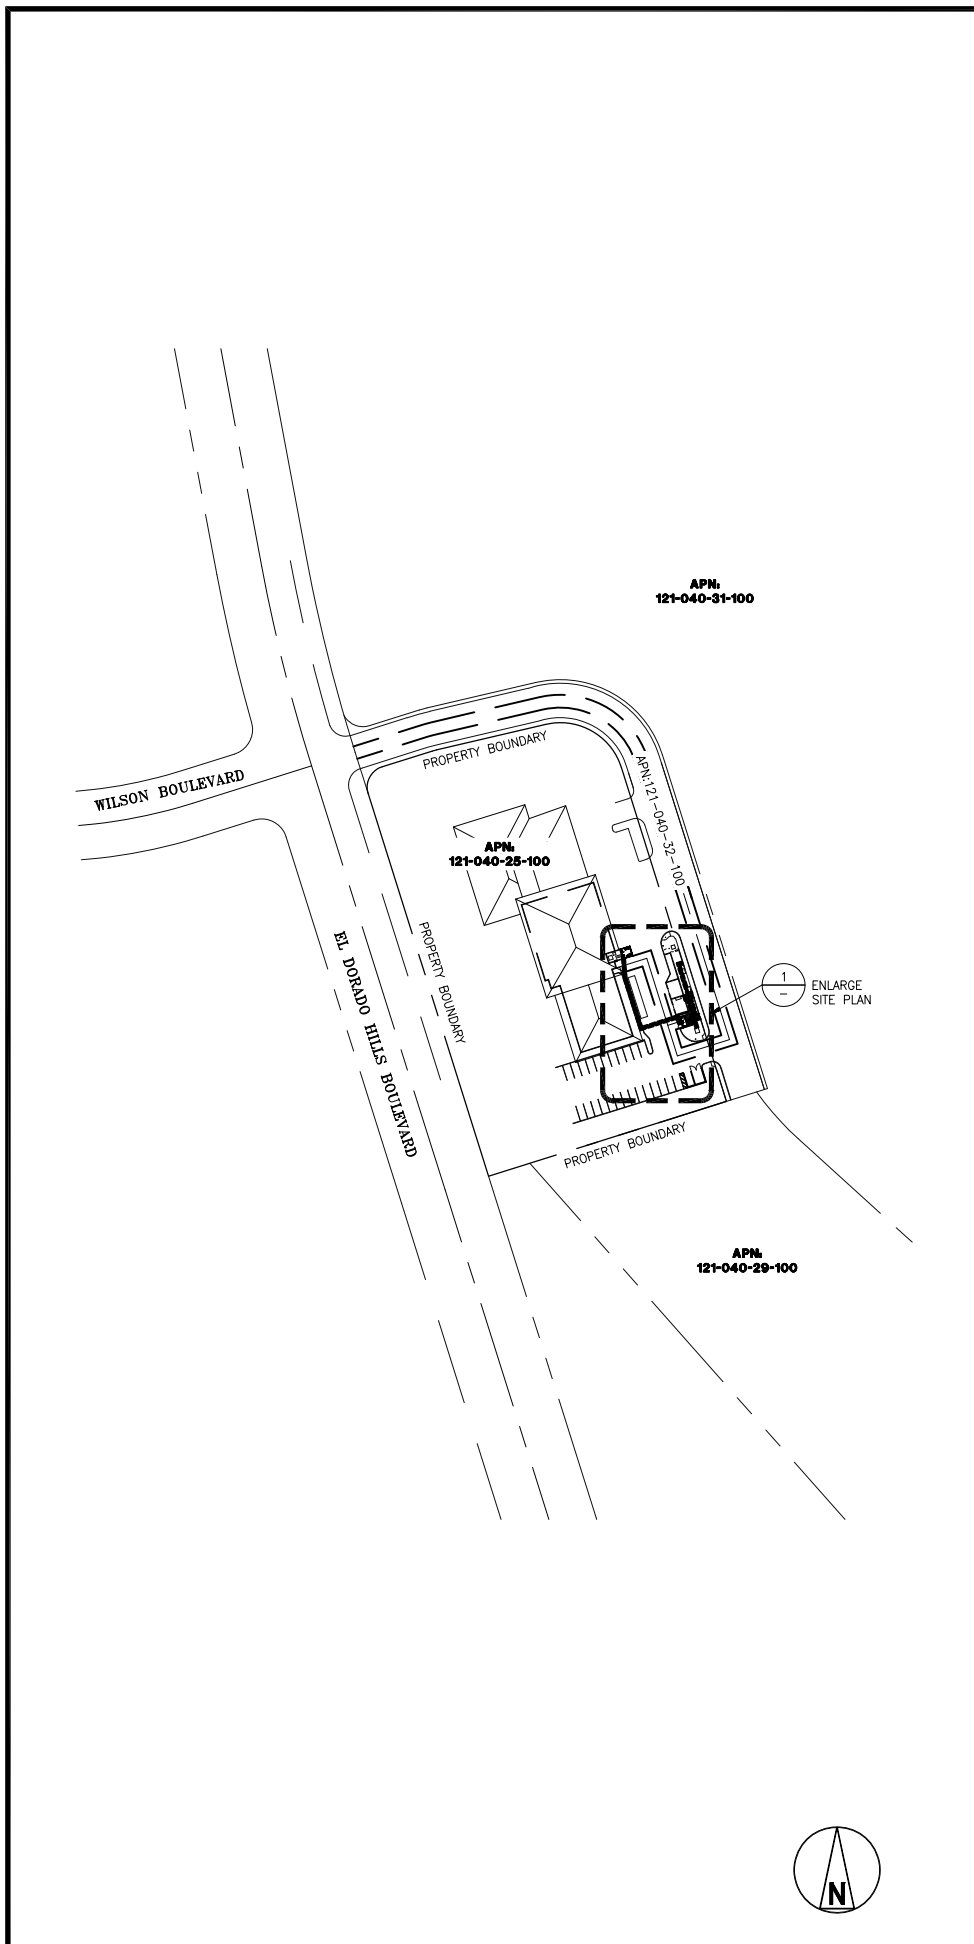 APN:
121-040-31-100
PROPERTY BOUNDARY
WILSON BOULEVARD
APN:121-040-32-100
APN:
121-040-25-100
PROPERTY BOUNDARY
EL DORADO HILLS BOULEVARD
1
–
ENLARGE
SITE PLAN
PROPERTY BOUNDARY
APN:
121-040-29-100
N